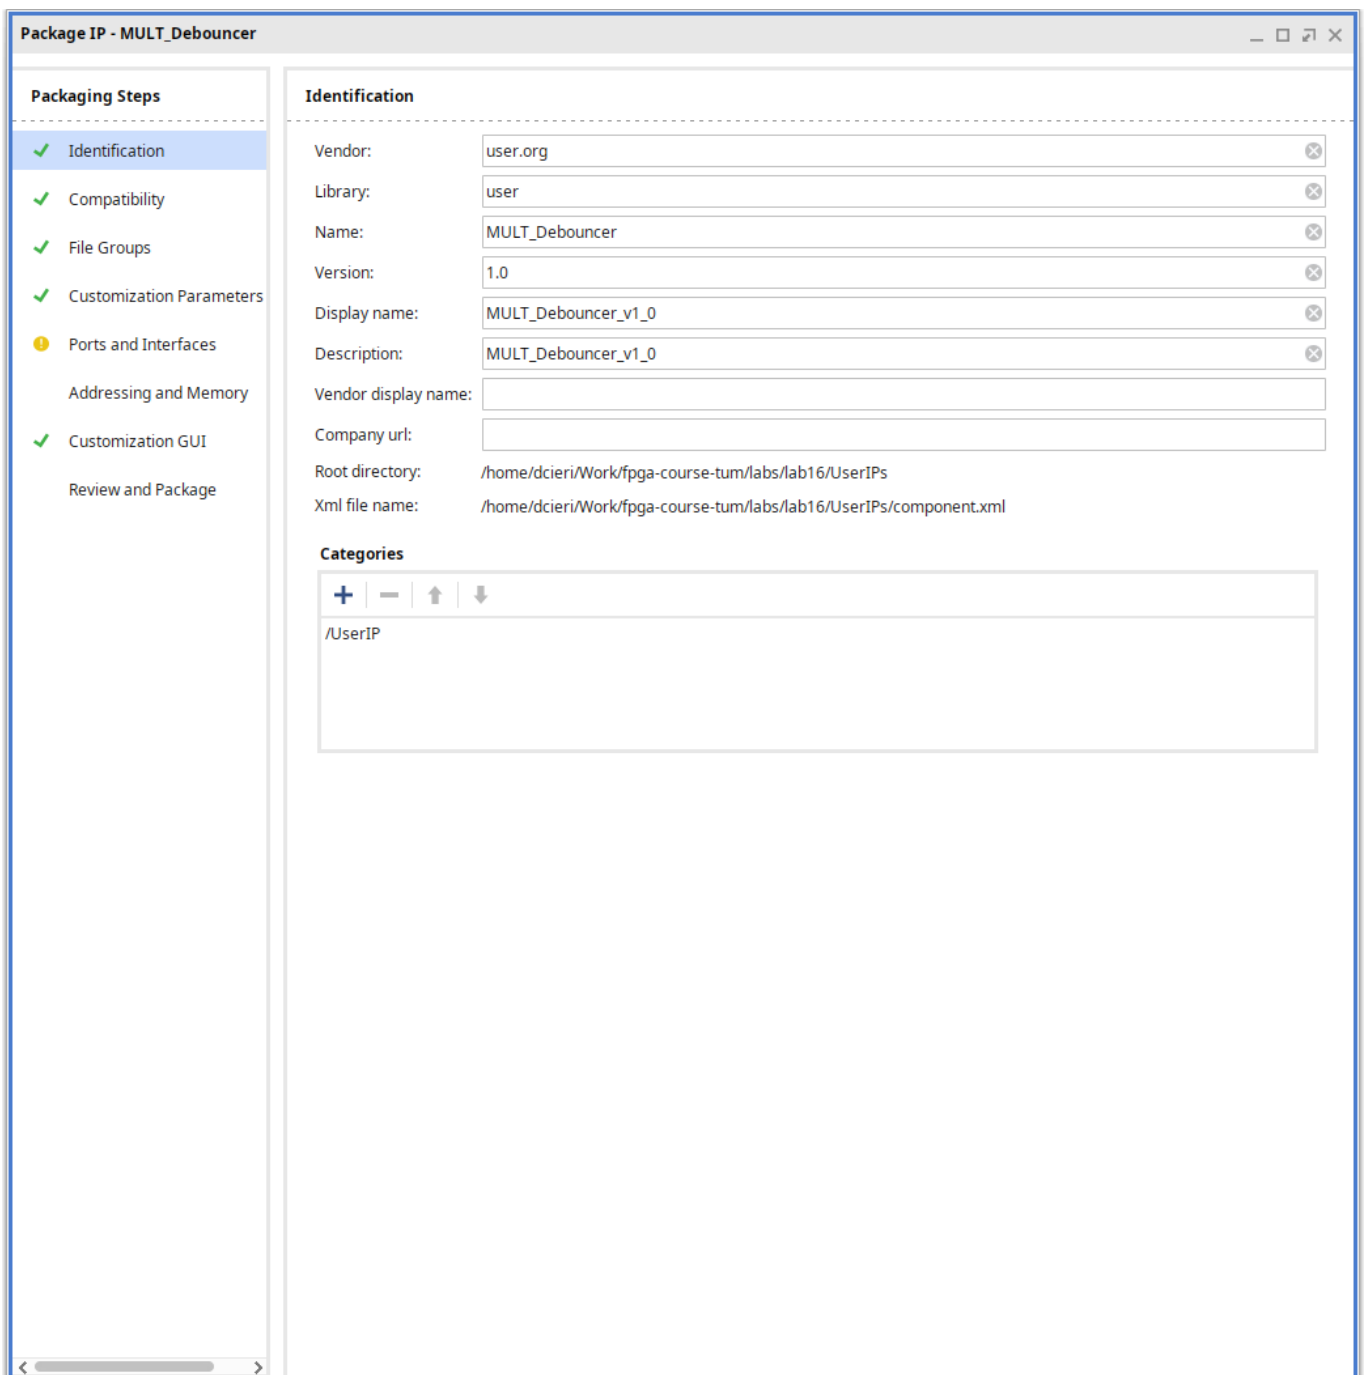 Package IP - MULT_Debouncer
Packaging Steps
Identification
Compatibility
File Groups
Customization Parameters
Ports and Interfaces
Addressing and Memory
Customization GUI
Review and Package
Identification
Vendor: user.org
Library: user
Name: MULT_Debouncer
Version: 1.0
Display name: MULT_Debouncer_v1_0
Description: MULT_Debouncer_v1_0
Vendor display name:
Company url:
Root directory: /home/dcieri/Work/fpga-course-tum/labs/lab16/UserIPs
Xml file name: /home/dcieri/Work/fpga-course-tum/labs/lab16/UserIPs/component.xml
Categories
/UserIP